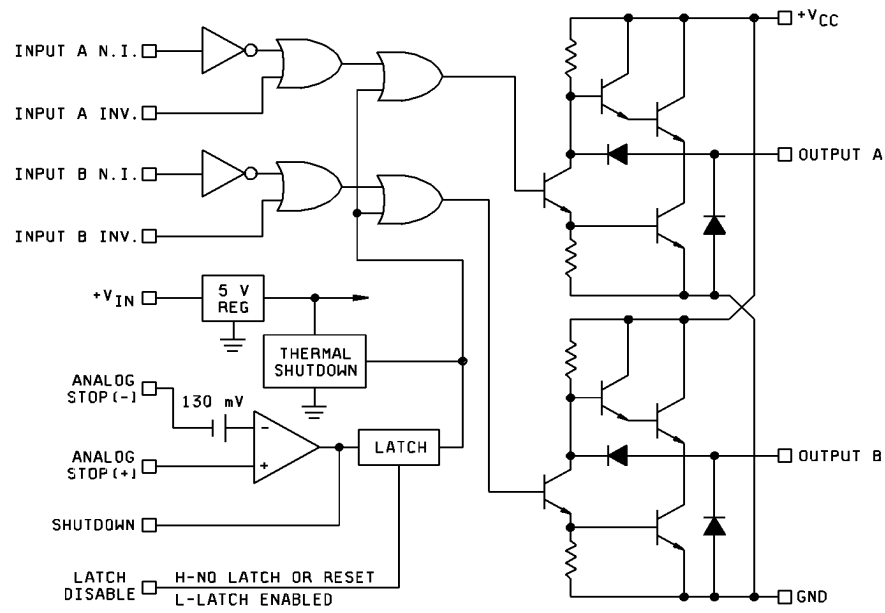 +VCC
INPUT A N.I.
INPUT A INV.
OUTPUT A
INPUT B N.I.
INPUT B INV.
+VIN
5 V
REG
THERMAL
SHUTDOWN
ANALOG
STOP(-)
130 mV
-
+
LATCH
ANALOG
STOP(+)
OUTPUT B
SHUTDOWN
LATCH
DISABLE
H-NO LATCH OR RESET
L-LATCH ENABLED
GND